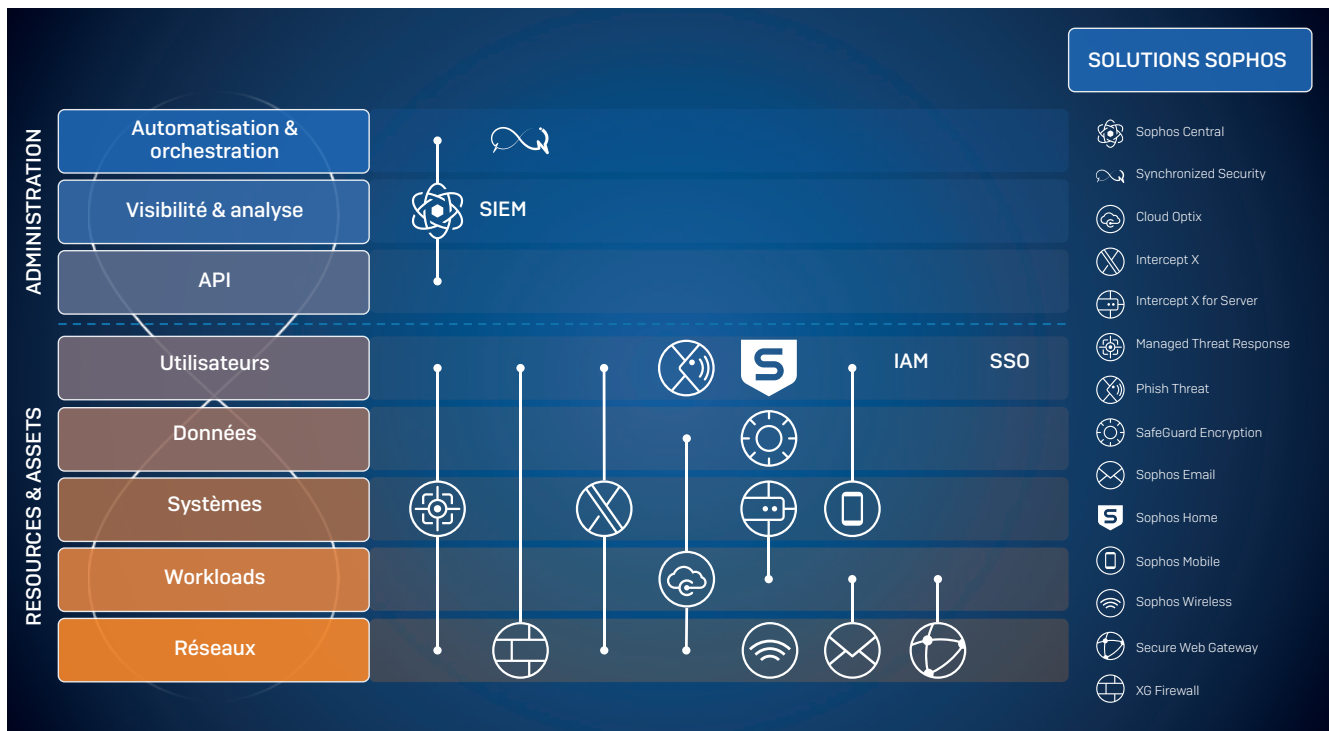 SOLUTIONS SOPHOS
ADMINISTRATION
Automatisation &
orchestration
Visibilité & analyse
SIEM
API
RESOURCES & ASSETS
Utilisateurs
IAM
SSO
Données
Systèmes
Workloads
Réseaux
Sophos Central
Synchronized Security
Cloud Optix
Intercept X
Intercept X for Server
Managed Threat Response
Phish Threat
SafeGuard Encryption
Sophos Email
Sophos Home
Sophos Mobile
Sophos Wireless
Secure Web Gateway
XG Firewall